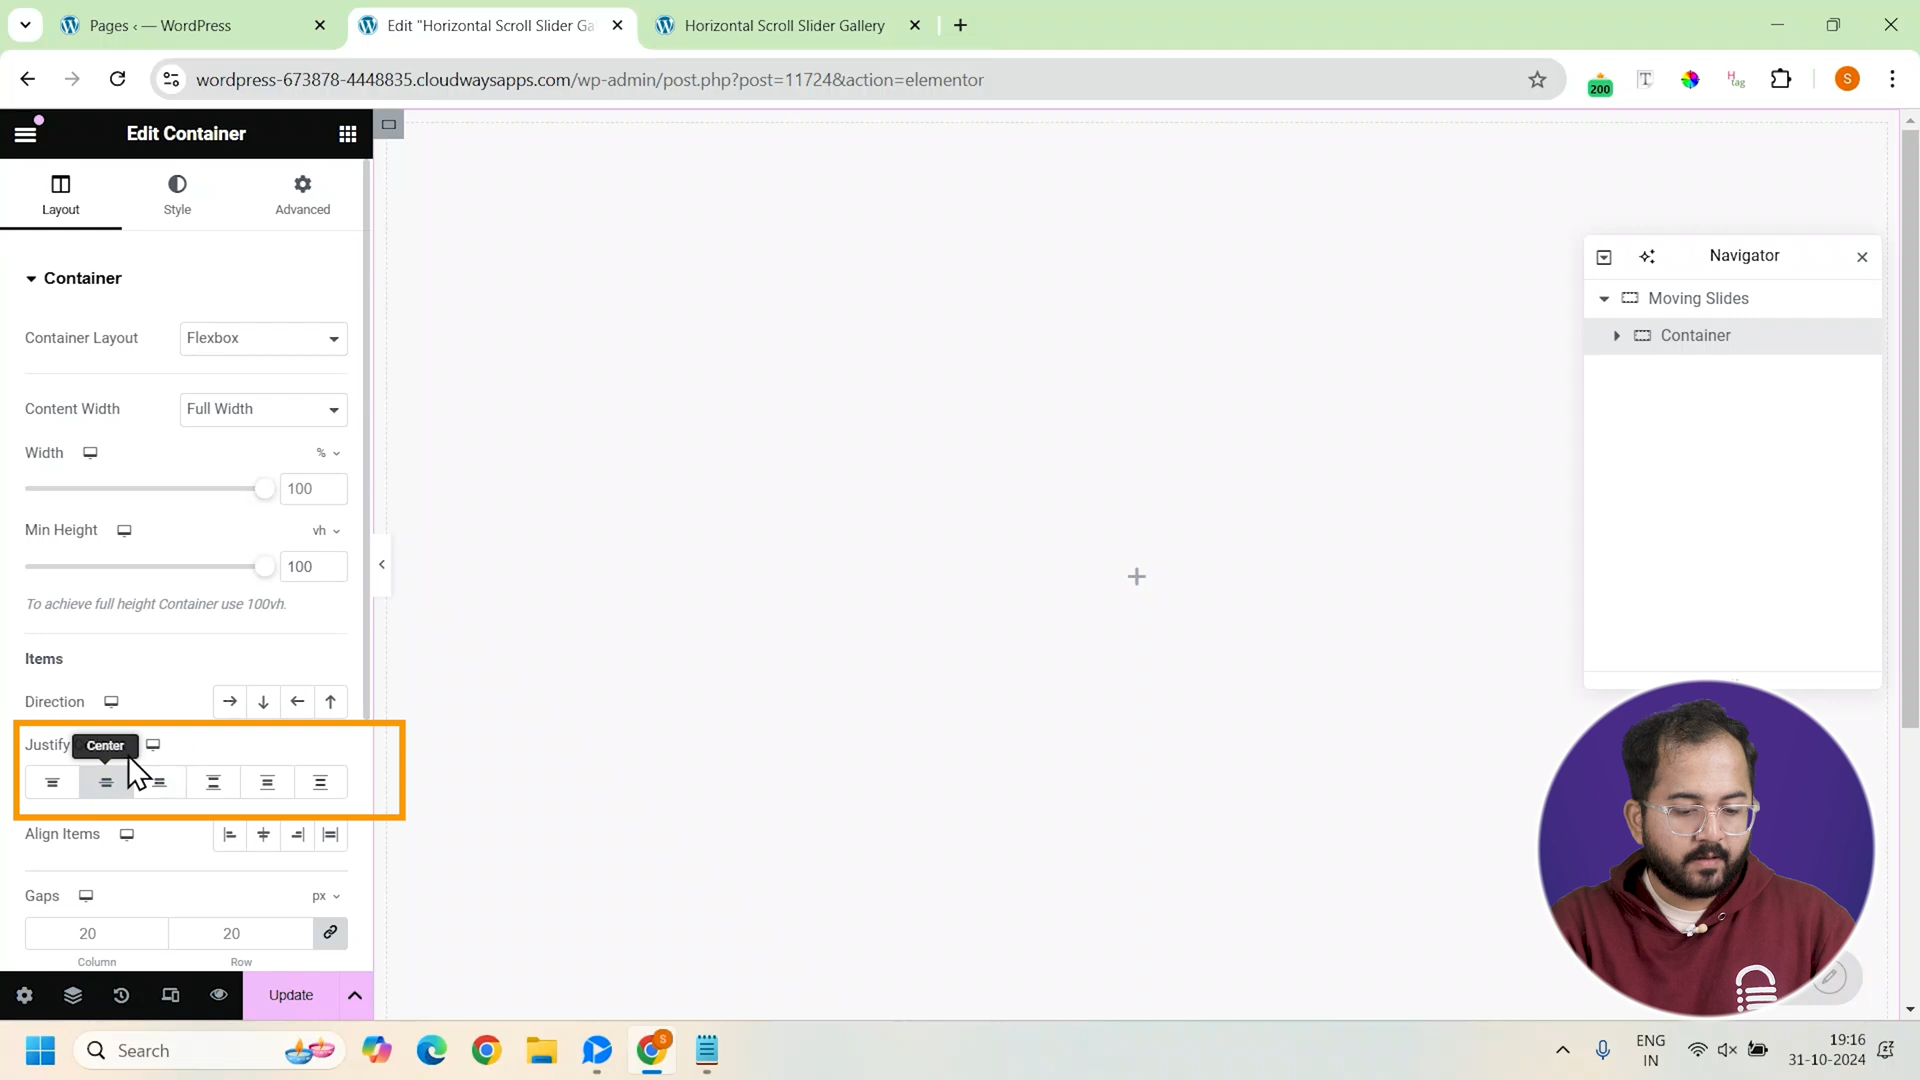 Pages ‹ — WordPress
Edit "Horizontal Scroll Slider Ga
Horizontal Scroll Slider Gallery
wordpress-673878-4448835.cloudwaysapps.com/wp-admin/post.php?post=11724&action=elementor
200
T
H tag
S
Edit Container
Layout
Style
Advanced
Container
Container Layout
Flexbox
Content Width
Full Width
Width
%
100
Min Height
vh
100
To achieve full height Container use 100vh.
Items
Direction
Justify
Center
Align Items
Gaps
px
20
20
Column
Row
Update
Navigator
Moving Slides
Container
Search
S
ENG
IN
19:16
31-10-2024